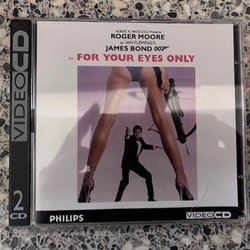 VIDEO CD
2
CD
ALBERT R. BROCCOLI Presents
ROGER MOORE
as IAN FLEMING'S
JAMES BOND 007
in FOR YOUR EYES ONLY
PHILIPS
VIDEO CD